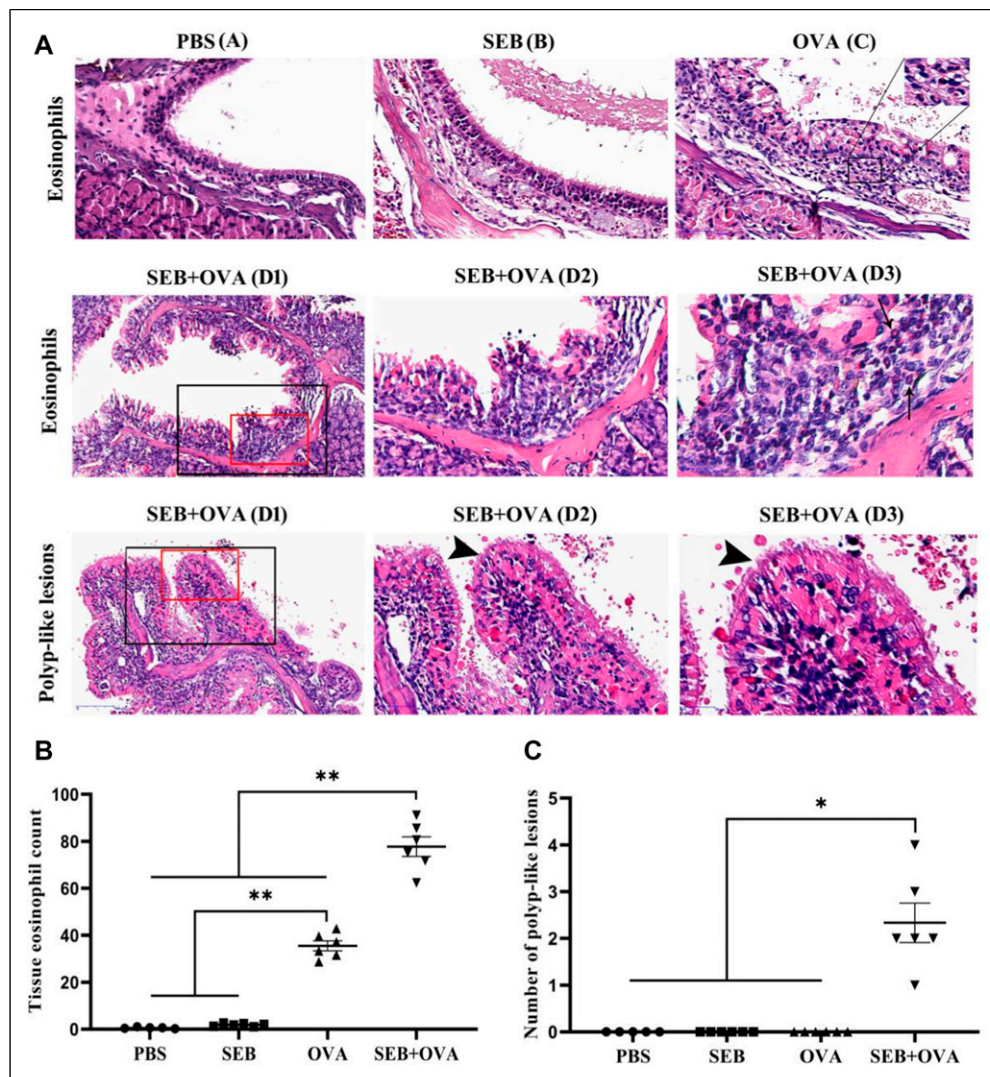 A
PBS (A) SEB (B) OVA (C)
Eosinophils
SEB+OVA (D1) SEB+OVA (D2) SEB+OVA (D3)
Eosinophils
SEB+OVA (D1) SEB+OVA (D2) SEB+OVA (D3)
Polyp-like lesions
B
Tissue eosinophil count
100
80
60
40
20
0
**
**
PBS SEB OVA SEB+OVA
C
Number of polyp-like lesions
5
4
3
2
1
0
*
PBS SEB OVA SEB+OVA